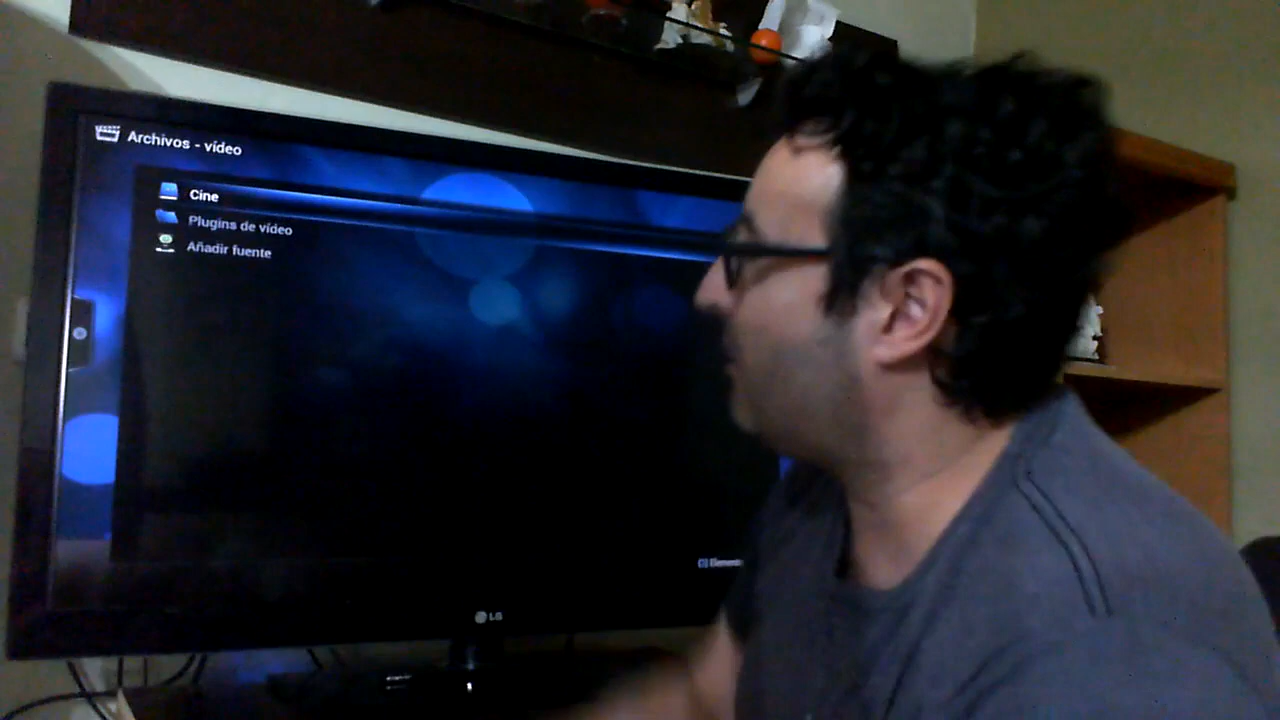 Archivos - vídeo
Cine
Plugins de vídeo
Añadir fuente
LG